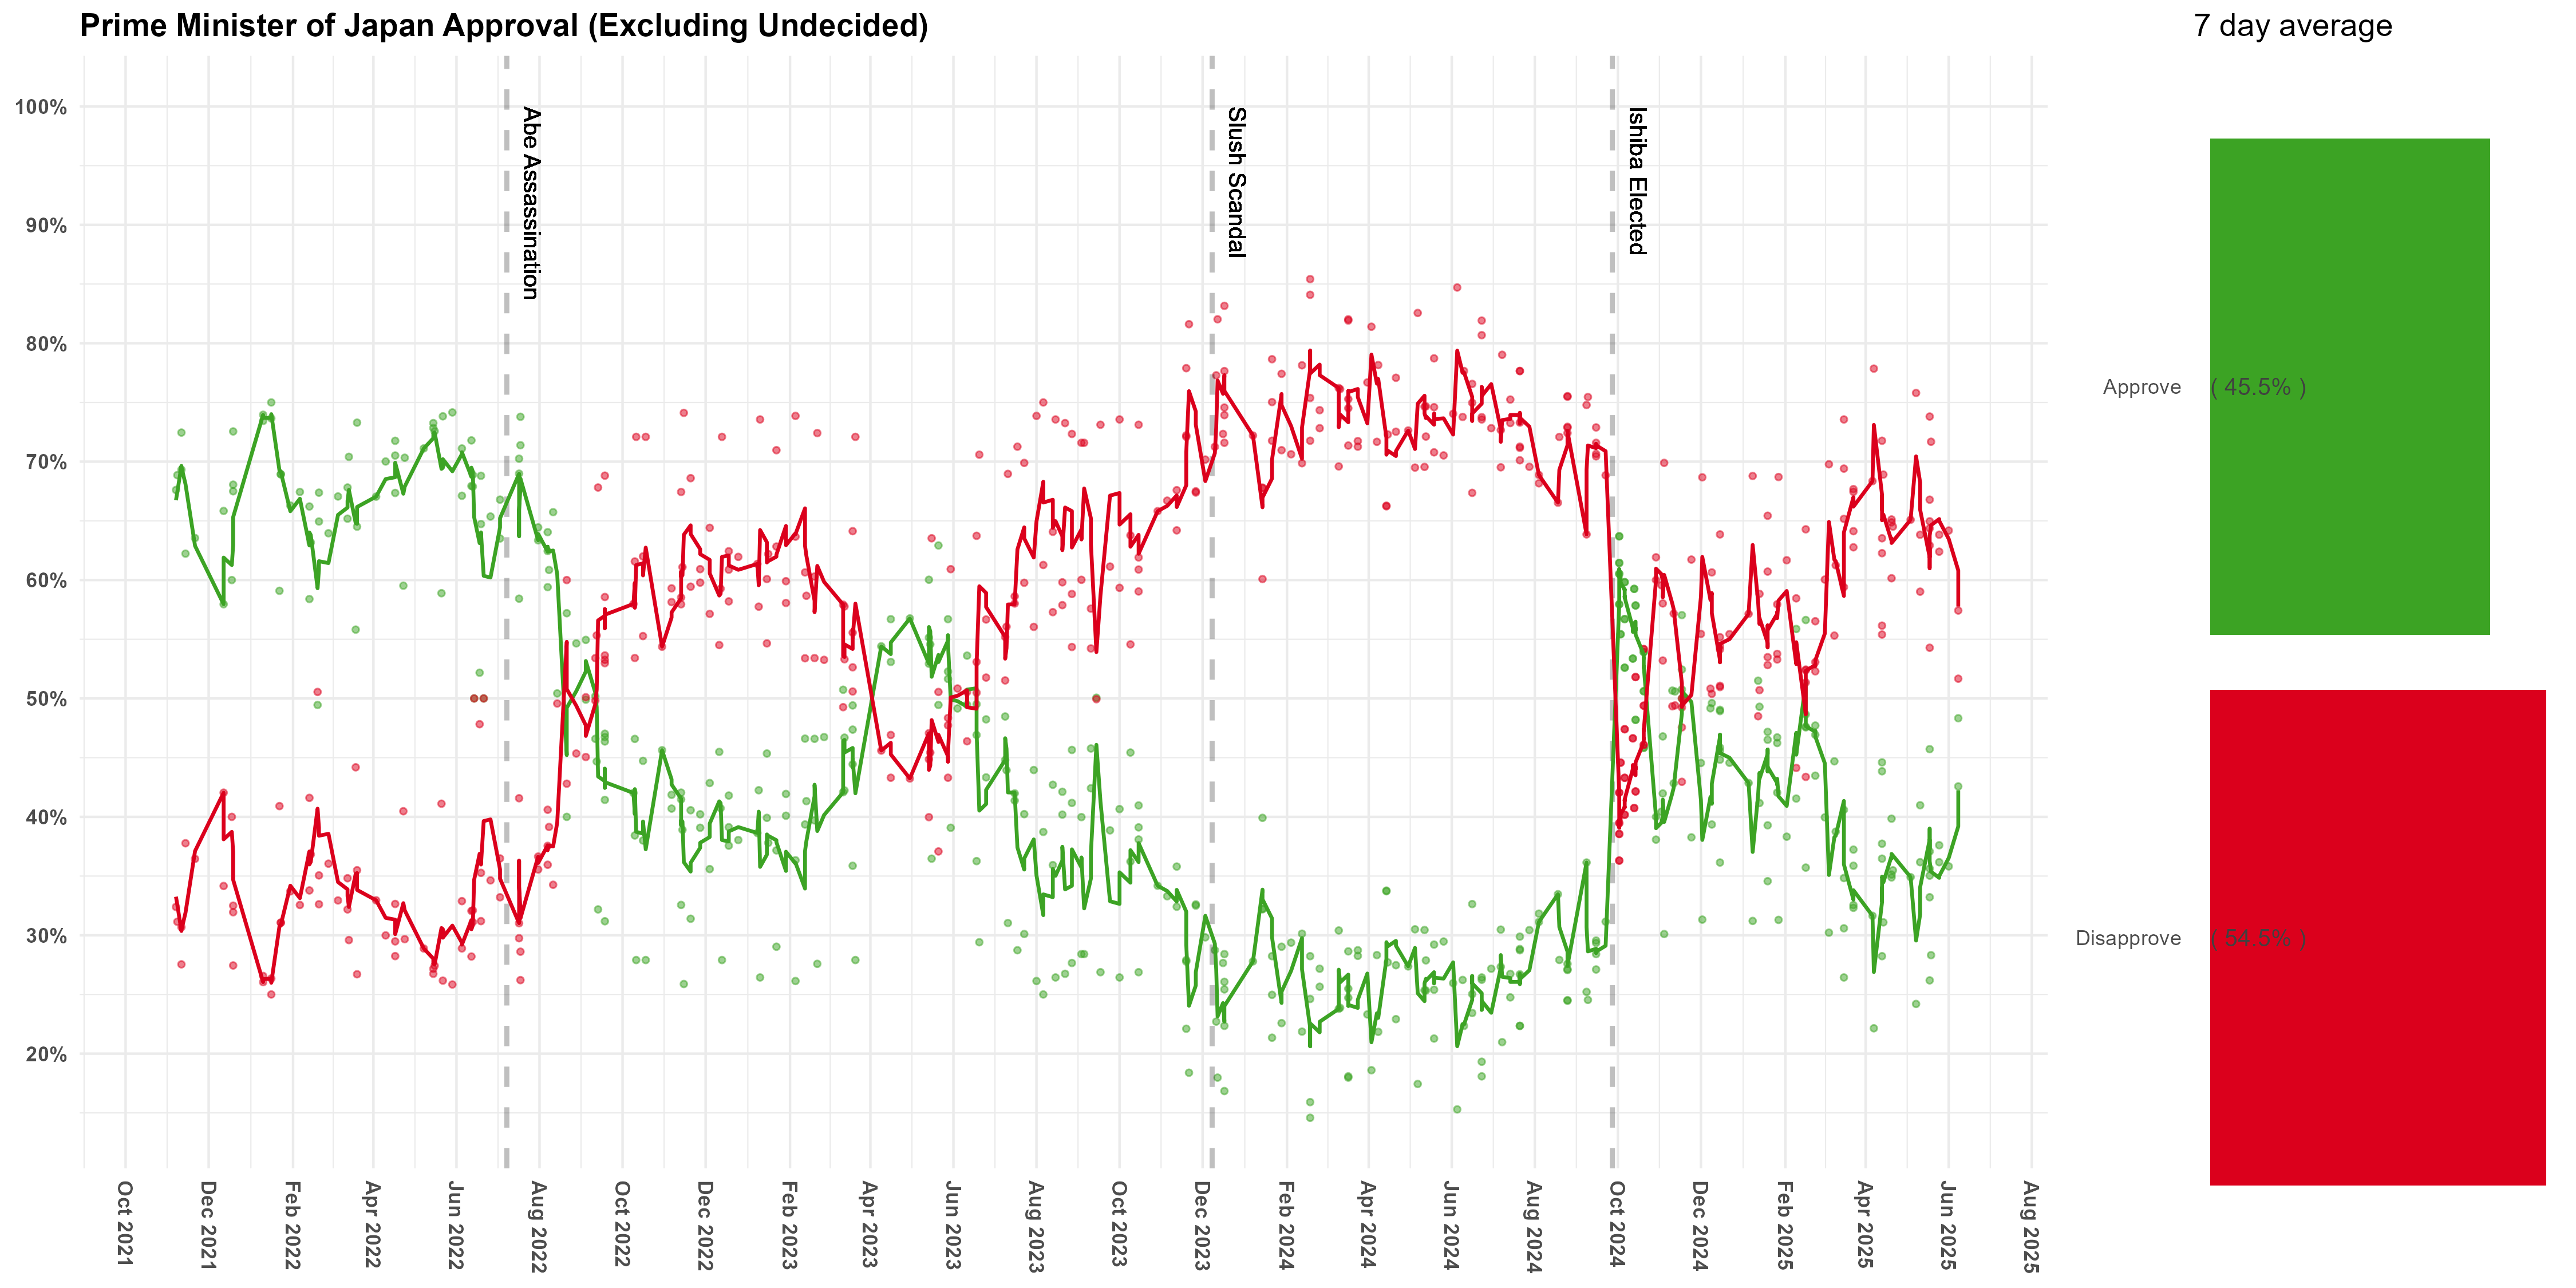 Prime Minister of Japan Approval (Excluding Undecided)
7 day average
100%
90%
80%
70%
60%
50%
40%
30%
20%
Abe Assassination
Slush Scandal
Ishiba Elected
Oct 2021
Dec 2021
Feb 2022
Apr 2022
Jun 2022
Aug 2022
Oct 2022
Dec 2022
Feb 2023
Apr 2023
Jun 2023
Aug 2023
Oct 2023
Dec 2023
Feb 2024
Apr 2024
Jun 2024
Aug 2024
Oct 2024
Dec 2024
Feb 2025
Apr 2025
Jun 2025
Aug 2025
Approve ( 45.5% )
Disapprove ( 54.5% )